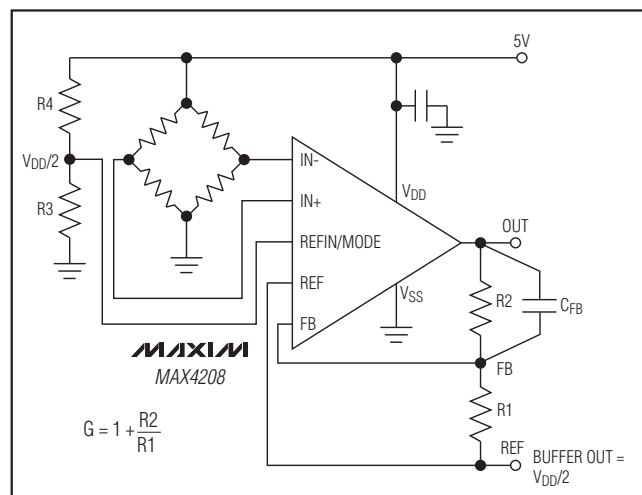 5V
R4
VDD/2
R3
IN-
IN+
REFIN/MODE
REF
FB
VDD
VSS
OUT
R2
CFB
FB
R1
REF
BUFFER OUT =
VDD/2
MAXIM
MAX4208
G = 1 + R2
R1